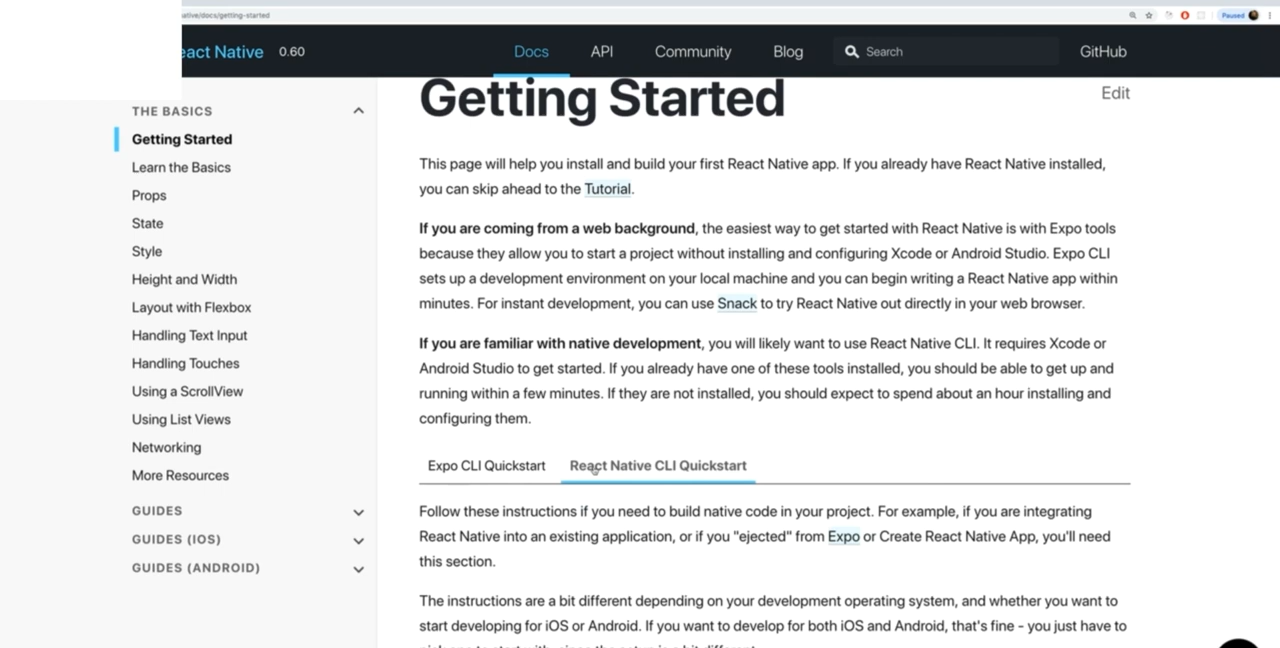 ative/docs/getting-started
Paused
eact Native 0.60
Docs
API
Community
Blog
Search
GitHub
THE BASICS
Getting Started
Learn the Basics
Props
State
Style
Height and Width
Layout with Flexbox
Handling Text Input
Handling Touches
Using a ScrollView
Using List Views
Networking
More Resources
GUIDES
GUIDES (IOS)
GUIDES (ANDROID)
Getting Started
Edit
This page will help you install and build your first React Native app. If you already have React Native installed,
you can skip ahead to the Tutorial.
If you are coming from a web background, the easiest way to get started with React Native is with Expo tools
because they allow you to start a project without installing and configuring Xcode or Android Studio. Expo CLI
sets up a development environment on your local machine and you can begin writing a React Native app within
minutes. For instant development, you can use Snack to try React Native out directly in your web browser.
If you are familiar with native development, you will likely want to use React Native CLI. It requires Xcode or
Android Studio to get started. If you already have one of these tools installed, you should be able to get up and
running within a few minutes. If they are not installed, you should expect to spend about an hour installing and
configuring them.
Expo CLI Quickstart
React Native CLI Quickstart
Follow these instructions if you need to build native code in your project. For example, if you are integrating
React Native into an existing application, or if you "ejected" from Expo or Create React Native App, you'll need
this section.
The instructions are a bit different depending on your development operating system, and whether you want to
start developing for iOS or Android. If you want to develop for both iOS and Android, that's fine - you just have to